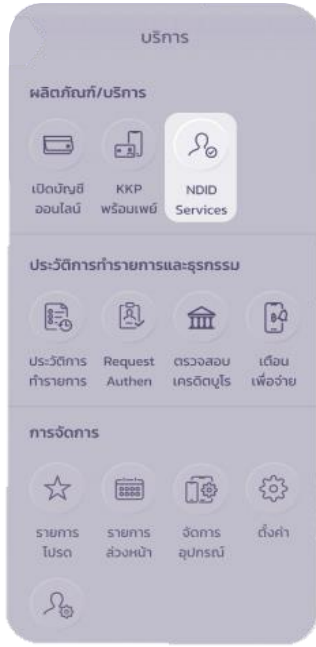 บริการ
ผลิตภัณฑ์/บริการ
เปิดบัญชี
ออนไลน์
KKP
พร้อมเพย์
NDID
Services
ประวัติการทำรายการและธุรกรรม
ประวัติการ
ทำรายการ
Request
Authen
ตรวจสอบ
เครดิตบูโร
เตือน
เพื่อจ่าย
การจัดการ
รายการ
โปรด
รายการ
ล่วงหน้า
จัดการ
อุปกรณ์
ตั้งค่า